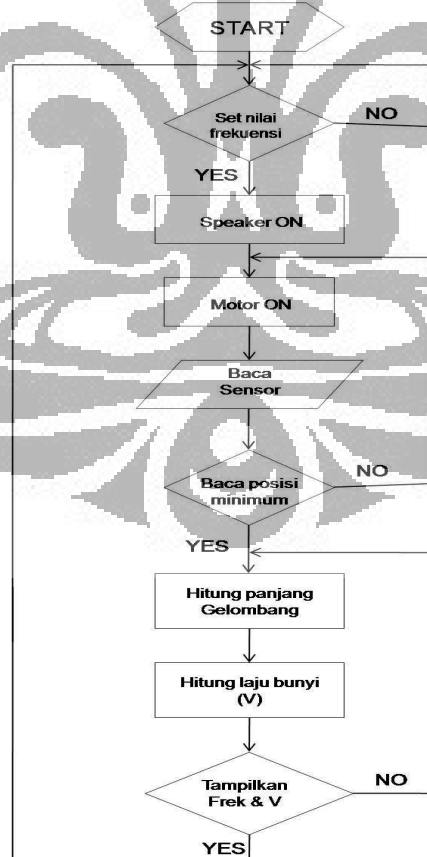 START
Set nilai
frekuensi
NO
YES
Speaker ON
Motor ON
Baca
Sensor
Baca posisi
minimum
NO
YES
Hitung panjang
Gelombang
Hitung laju bunyi
(V)
Tampilkan
Frek & V
NO
YES